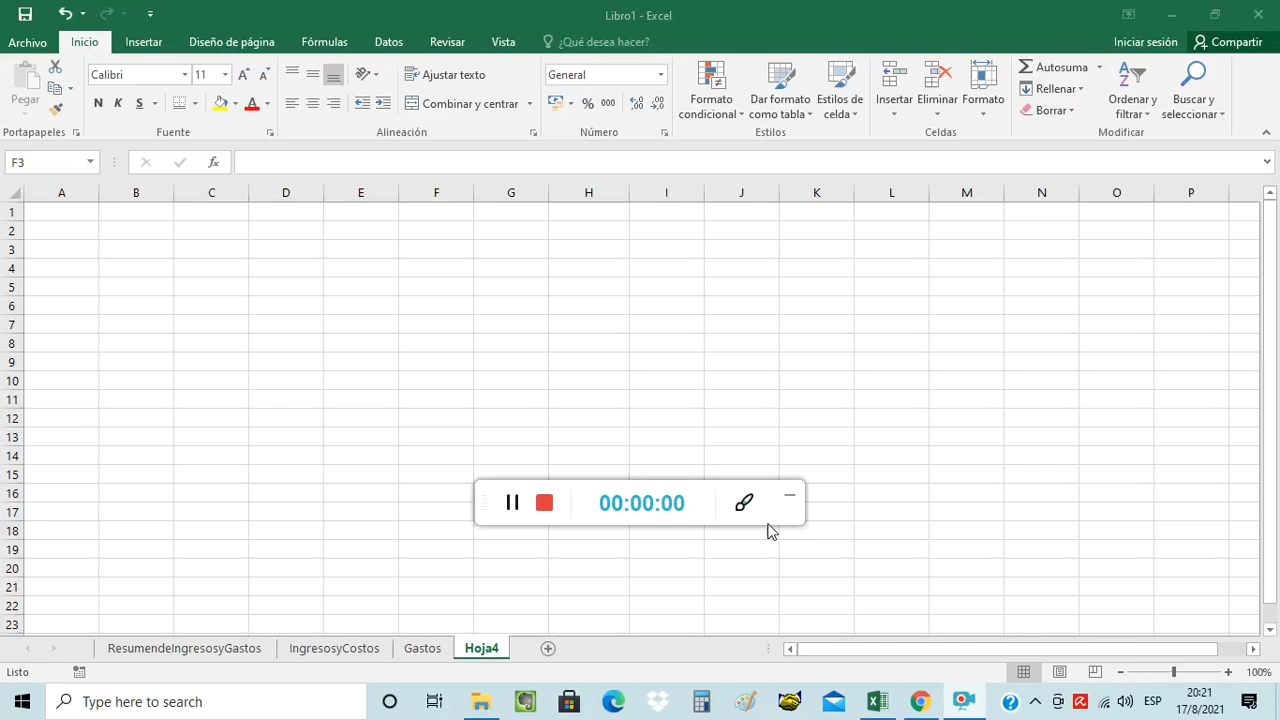 Libro1 - Excel
Archivo Inicio Insertar Diseño de página Fórmulas Datos Revisar Vista ¿Qué desea hacer? Iniciar sesión Compartir
Pegar
Calibri 11
N K S A
Ajustar texto
Combinar y centrar
General
% 000
Formato condicional
Dar formato como tabla
Estilos de celda
Insertar Eliminar Formato
Autosuma
Rellenar
Borrar
Ordenar y filtrar
Buscar y seleccionar
Portapapeles Fuente Alineación Número Estilos Celdas Modificar
F3 fx
A B C D E F G H I J K L M N O P
1
2
3
4
5
6
7
8
9
10
11
12
13
14
15
16
17
18
19
20
21
22
23
00:00:00
ResumendeIngresosyGastos IngresosyCostos Gastos Hoja4
Listo 100%
Type here to search
ESP
20:21
17/8/2021